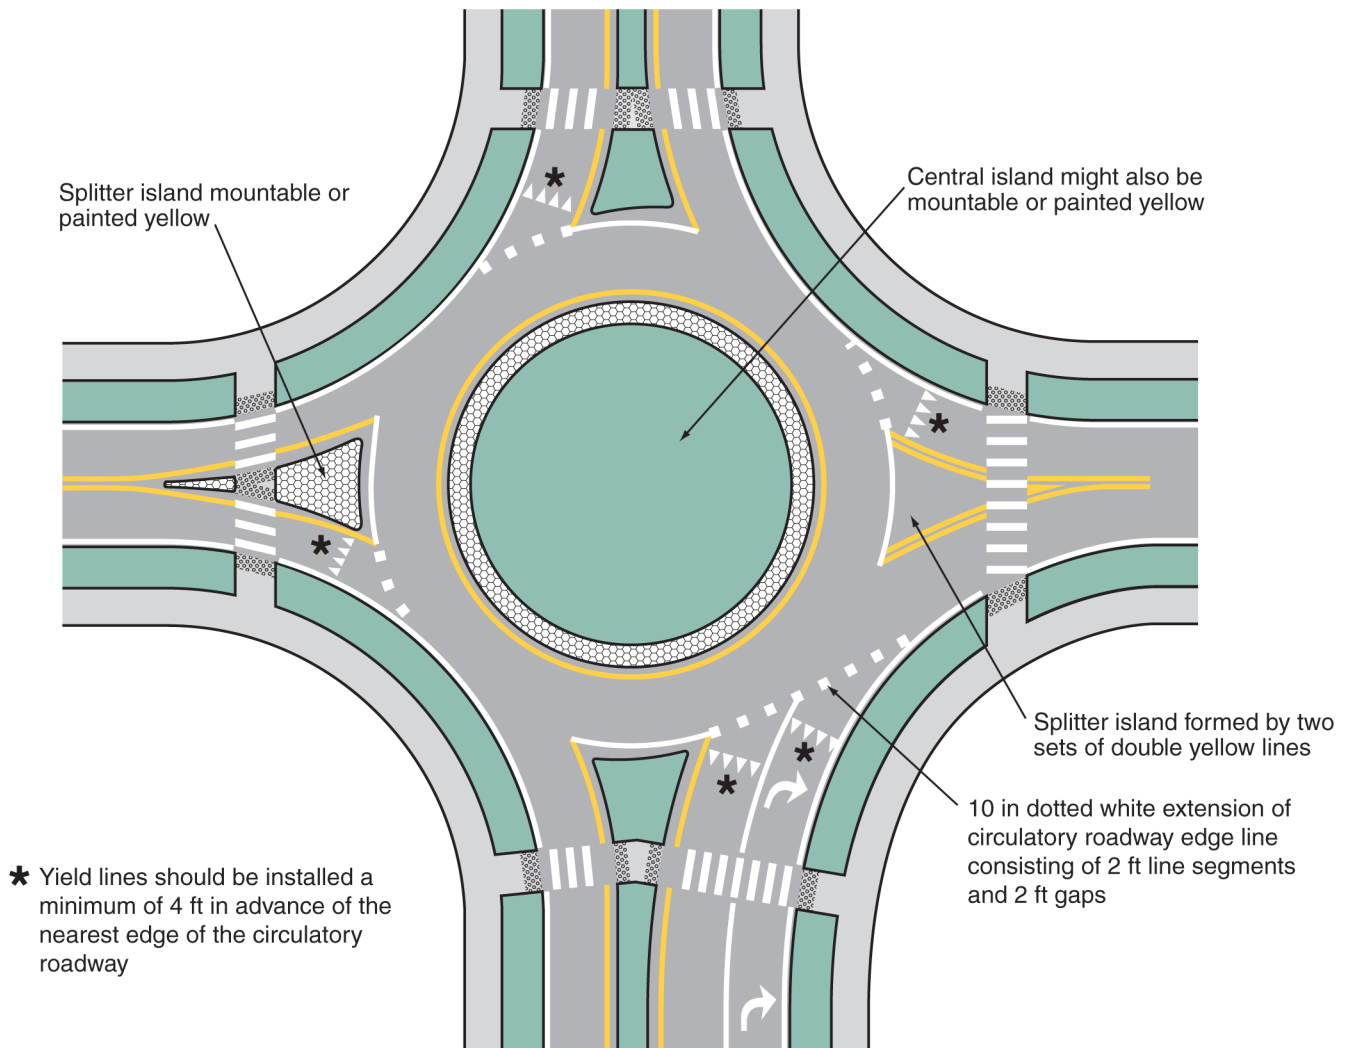 Splitter island mountable or
painted yellow
Central island might also be
mountable or painted yellow
Splitter island formed by two
sets of double yellow lines
10 in dotted white extension of
circulatory roadway edge line
consisting of 2 ft line segments
and 2 ft gaps
* Yield lines should be installed a
minimum of 4 ft in advance of the
nearest edge of the circulatory
roadway